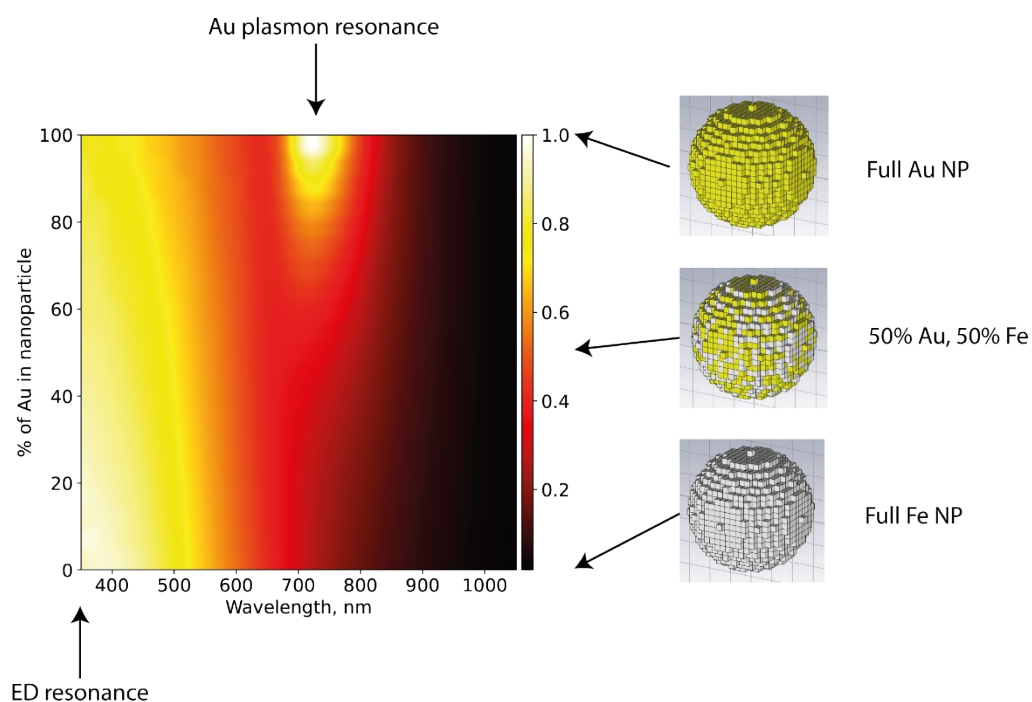 Au plasmon resonance
100
80
60
40
20
0
% of Au in nanoparticle
400 500 600 700 800 900 1000
Wavelength, nm
1.0
0.8
0.6
0.4
0.2
ED resonance
Full Au NP
50% Au, 50% Fe
Full Fe NP